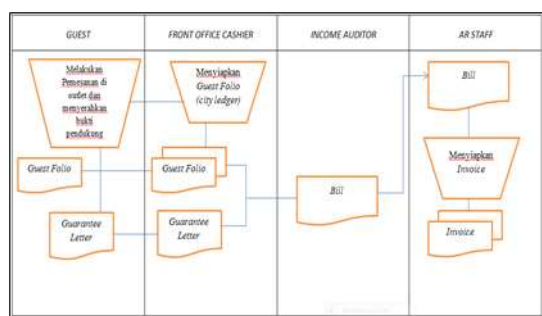 GUEST
FRONT OFFICE CASHIER
INCOME AUDITOR
AR STAFF
Melakukan
Pemesanan di
outlet dan
menyerahkan
bukti
pendukung
Menyiapkan
Guest Folio
(city ledger)
Bill
Guest Folio
Guest Folio
Menyiapkan
Invoice
Guarantee
Letter
Guarantee
Letter
Bill
Invoice